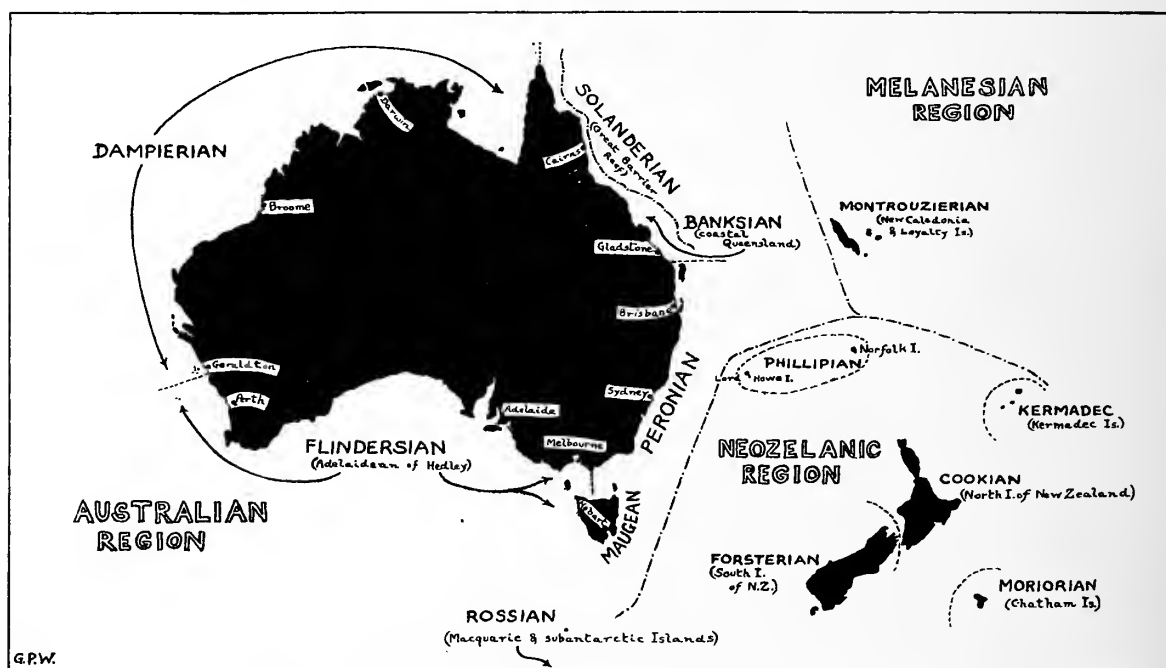 MELANESIAN
REGION
SOLANDERIAN
(Great Barrier
Reef)
Darwin
DAMPIERIAN
Cairns
Broome
MONTROUZIERIAN
(New Caledonia
& Loyalty Is.)
BANKSIAN
(coastal
Queensland)
Gladstone
Brisbane
Norfolk I.
PHILLIPIAN
Lord Howe I.
Geraldton
Perth
Sydney
PERONIAN
Adelaide
Melbourne
KERMADEC
(Kermadec Is.)
FLINDERSIAN
(Adelaidean of Hedley)
NEOZELANIC
REGION
COOKIAN
(North I. of New Zealand)
AUSTRALIAN
REGION
Hobart
MAUGEAN
FORSTERIAN
(South I.
of N.Z.)
MORIORIAN
(Chatham Is.)
ROSSIAN
(Macquarie & subantarctic Islands)
G.P.W.